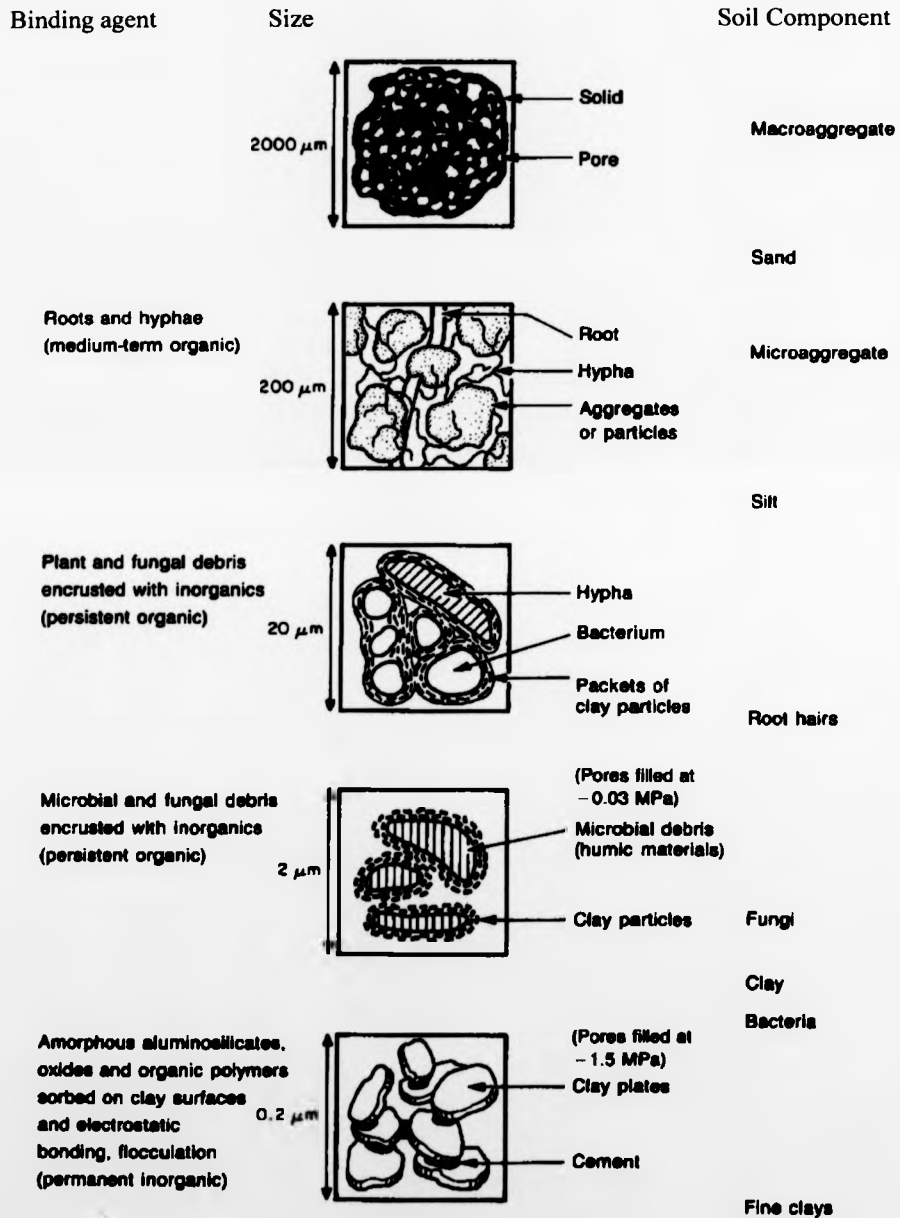 Binding agent Size Soil Component
Solid
Macroaggregate
2000 μm
Pore
Sand
Roots and hyphae
(medium-term organic)
Root
Microaggregate
200 μm
Hypha
Aggregates
or particles
Silt
Plant and fungal debris
encrusted with inorganics
(persistent organic)
Hypha
20 μm
Bacterium
Packets of
clay particles
Root hairs
(Pores filled at
−0.03 MPa)
Microbial and fungal debris
encrusted with inorganics
(persistent organic)
Microbial debris
(humic materials)
2 μm
Clay particles
Fungi
Clay
Bacteria
Amorphous aluminosilicates,
oxides and organic polymers
sorbed on clay surfaces
and electrostatic
bonding, flocculation
(permanent inorganic)
(Pores filled at
−1.5 MPa)
Clay plates
0.2 μm
Cement
Fine clays